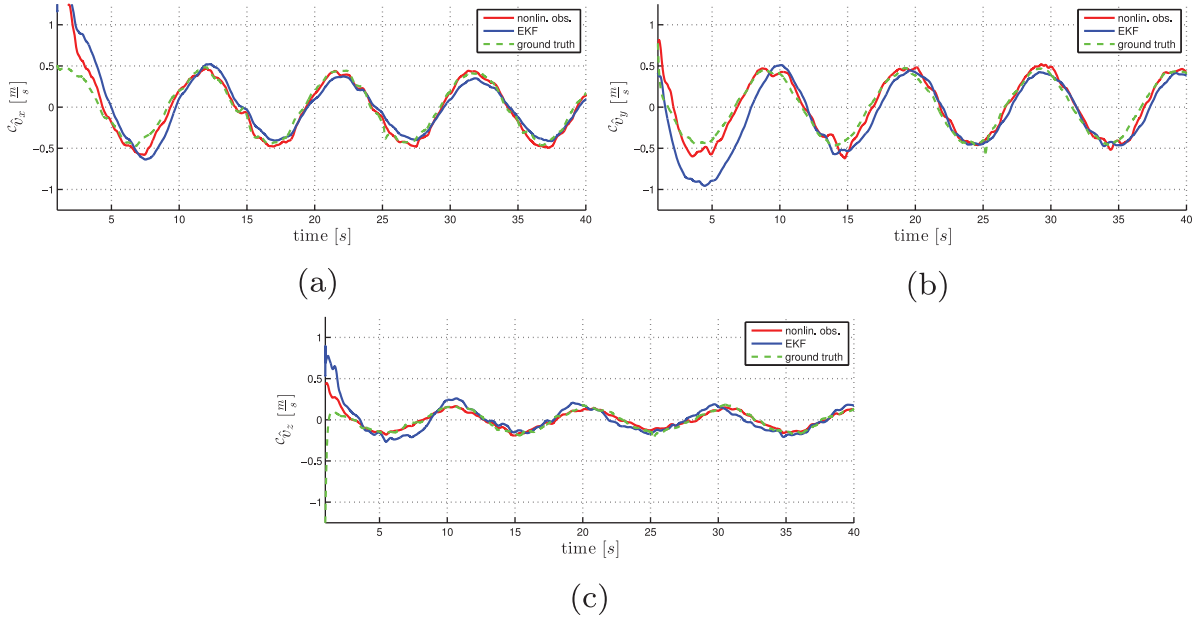 nonlin. obs.
EKF
ground truth
1
0.5
0
−0.5
−1
𝒞v̂x [m/s]
5 10 15 20 25 30 35 40
time [s]
(a)
nonlin. obs.
EKF
ground truth
1
0.5
0
−0.5
−1
𝒞v̂y [m/s]
5 10 15 20 25 30 35 40
time [s]
(b)
nonlin. obs.
EKF
ground truth
1
0.5
0
−0.5
−1
𝒞v̂z [m/s]
5 10 15 20 25 30 35 40
time [s]
(c)